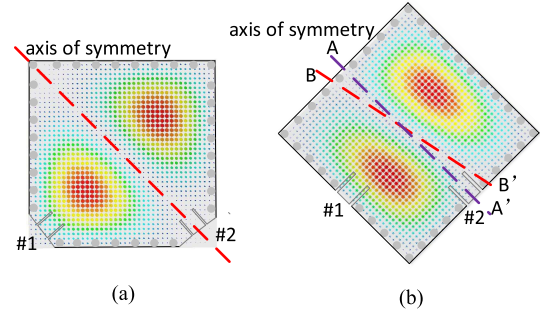 axis of symmetry
#1
#2
(a)
axis of symmetry
A
B
B’
#1
#2
A’
(b)